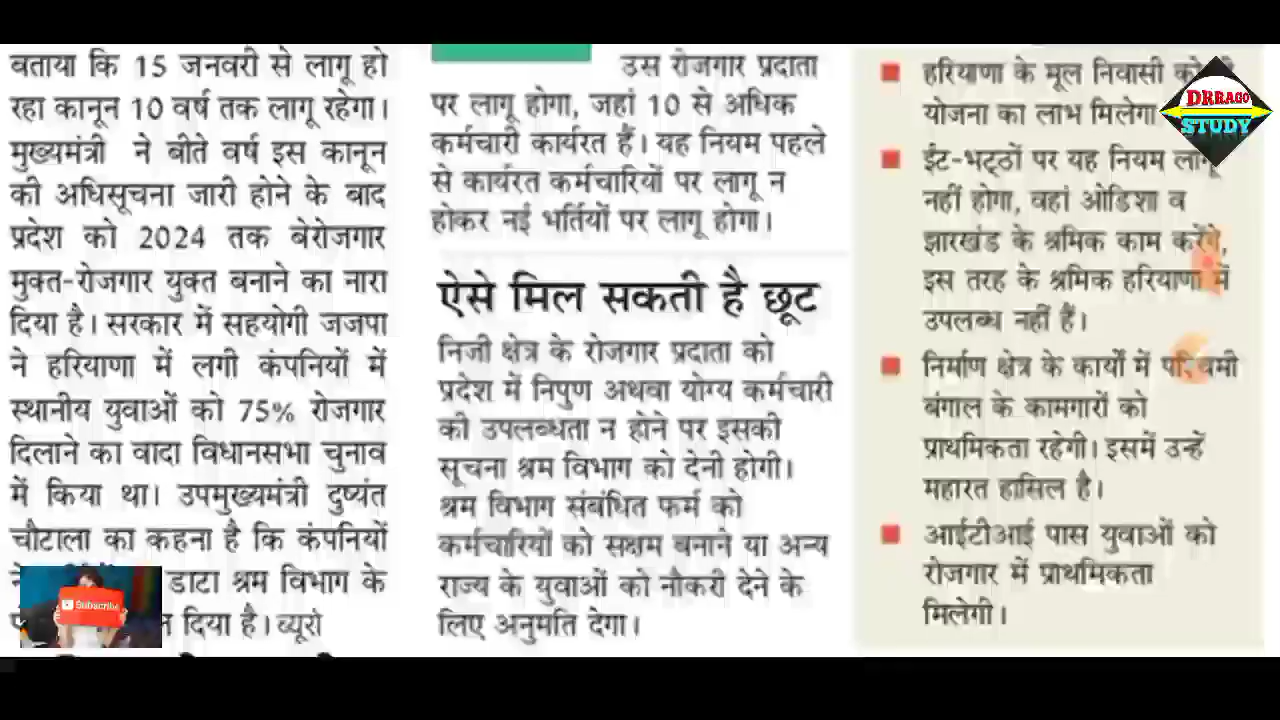 बताया कि 15 जनवरी से लागू हो
रहा कानून 10 वर्ष तक लागू रहेगा।
मुख्यमंत्री ने बीते वर्ष इस कानून
की अधिसूचना जारी होने के बाद
प्रदेश को 2024 तक बेरोजगार
मुक्त-रोजगार युक्त बनाने का नारा
दिया है। सरकार में सहयोगी जजपा
ने हरियाणा में लगी कंपनियों में
स्थानीय युवाओं को 75% रोजगार
दिलाने का वादा विधानसभा चुनाव
में किया था। उपमुख्यमंत्री दुष्यंत
चौटाला का कहना है कि कंपनियों
डाटा श्रम विभाग के
दिया है। ब्यूरो
Subscribe
उस रोजगार प्रदाता
पर लागू होगा, जहां 10 से अधिक
कर्मचारी कार्यरत हैं। यह नियम पहले
से कार्यरत कर्मचारियों पर लागू न
होकर नई भर्तियों पर लागू होगा।
ऐसे मिल सकती है छूट
निजी क्षेत्र के रोजगार प्रदाता को
प्रदेश में निपुण अथवा योग्य कर्मचारी
की उपलब्धता न होने पर इसकी
सूचना श्रम विभाग को देनी होगी।
श्रम विभाग संबंधित फर्म को
कर्मचारियों को सक्षम बनाने या अन्य
राज्य के युवाओं को नौकरी देने के
लिए अनुमति देगा।
हरियाणा के मूल निवासी को
योजना का लाभ मिलेगा
ईंट-भट्ठों पर यह नियम लागू
नहीं होगा, वहां ओडिशा व
झारखंड के श्रमिक काम करेंगे,
इस तरह के श्रमिक हरियाणा में
उपलब्ध नहीं हैं।
निर्माण क्षेत्र के कार्यों में पश्चिमी
बंगाल के कामगारों को
प्राथमिकता रहेगी। इसमें उन्हें
महारत हासिल है।
आईटीआई पास युवाओं को
रोजगार में प्राथमिकता
मिलेगी।
DRRAGO
STUDY